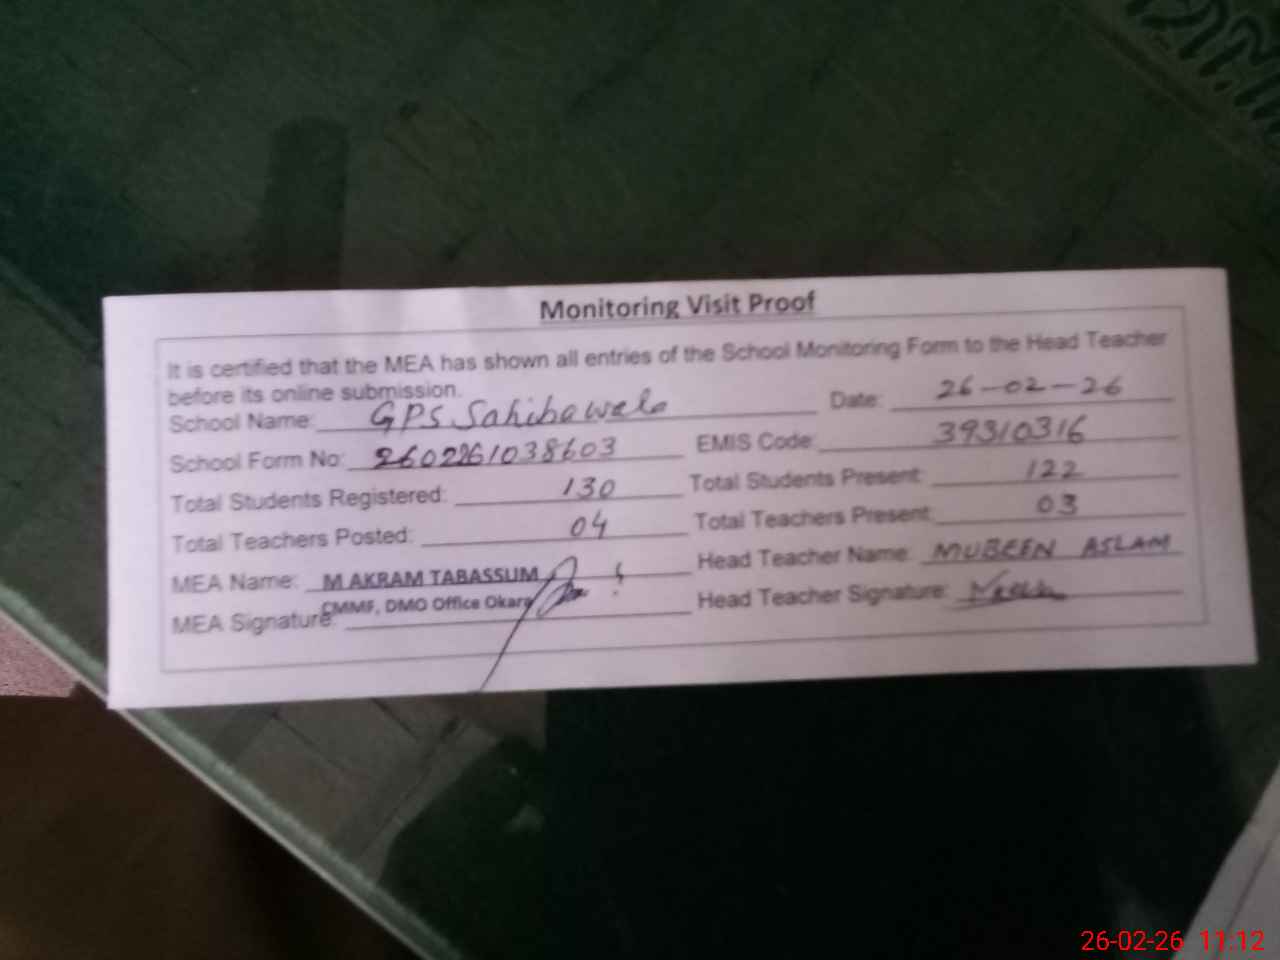 Monitoring Visit Proof
It is certified that the MEA has shown all entries of the School Monitoring Form to the Head Teacher
before its online submission.
School Name: GPS Sahibawala Date: 26-02-26
School Form No: 2602261038603 EMIS Code: 39310316
Total Students Registered: 130 Total Students Present: 122
Total Teachers Posted: 04 Total Teachers Present: 03
MEA Name: M AKRAM TABASSUM Head Teacher Name: MUBEEN ASLAM
CMMF, DMO Office Okara
MEA Signature: Head Teacher Signature:
26-02-26 11:12